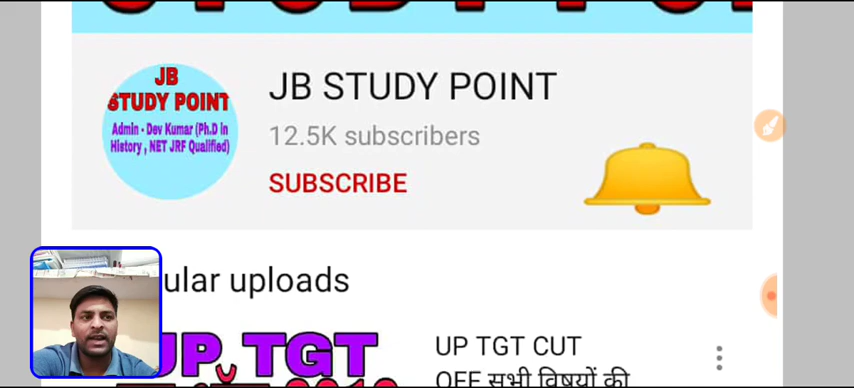 JB
STUDY POINT
Admin - Dev Kumar (Ph.D in
History , NET JRF Qualified)
JB STUDY POINT
12.5K subscribers
SUBSCRIBE
ular uploads
UP TGT
UP TGT CUT
OFF सभी विषयों की